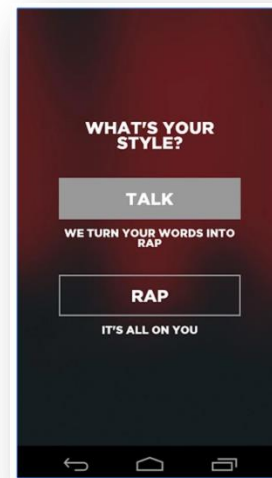 WHAT'S YOUR
STYLE?
TALK
WE TURN YOUR WORDS INTO
RAP
RAP
IT'S ALL ON YOU